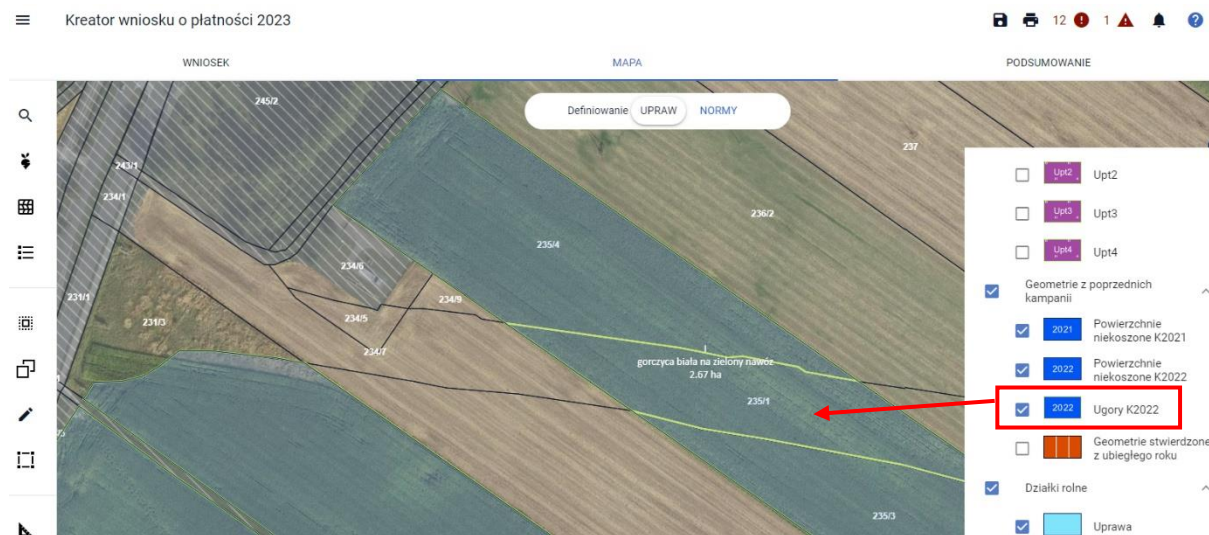 Kreator wniosku o płatności 2023
12
1
WNIOSEK
MAPA
PODSUMOWANIE
Definiowanie UPRAW NORMY
245/2
237
243/1
234/1
236/2
235/4
234/6
231/1
234/9
231/3
234/5
234/7
I
gorczyca biała na zielony nawóz
2.67 ha
235/1
235/3
Upt2 Upt2
Upt3 Upt3
Upt4 Upt4
Geometrie z poprzednich
kampanii
2021 Powierzchnie
niekoszone K2021
2022 Powierzchnie
niekoszone K2022
2022 Ugory K2022
Geometrie stwierdzone
z ubiegłego roku
Działki rolne
Uprawa